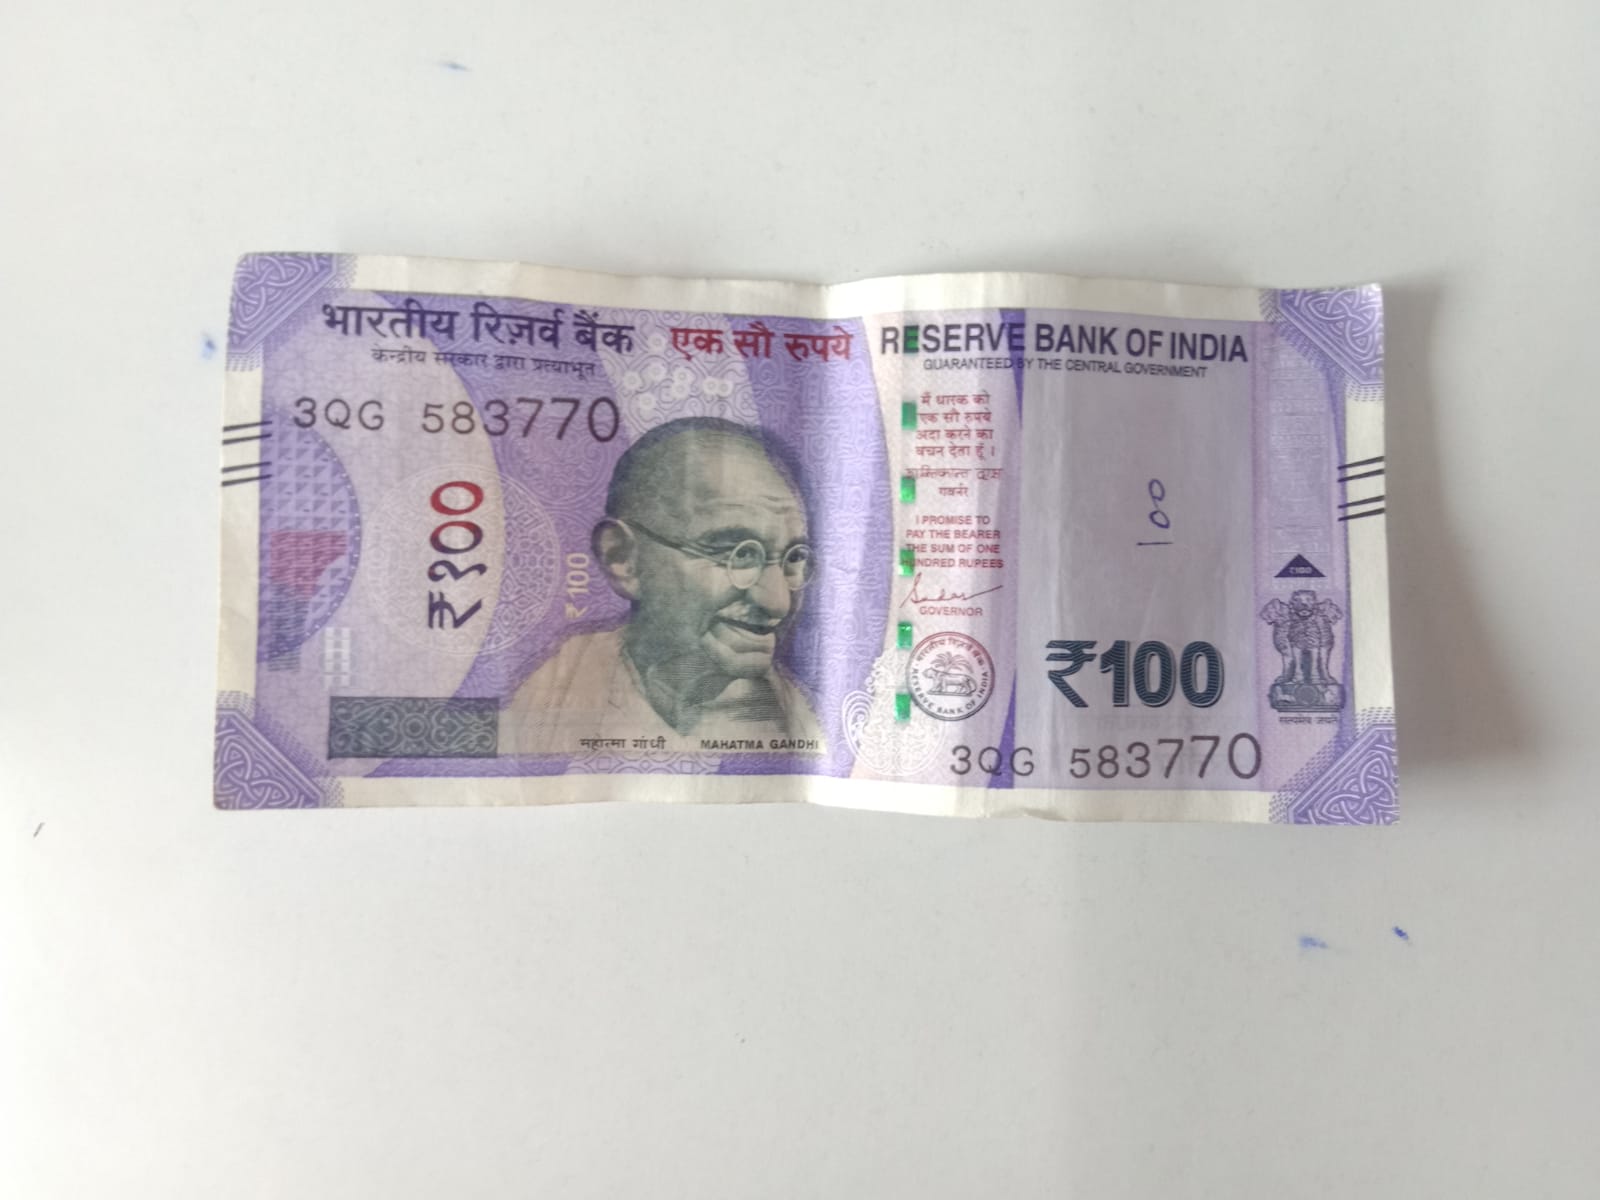 भारतीय रिज़र्व बैंक
केन्द्रीय सरकार द्वारा प्रत्याभूत
एक सौ रुपये
RESERVE BANK OF INDIA
GUARANTEED BY THE CENTRAL GOVERNMENT
3QG 583770
₹१००
₹100
महात्मा गांधी
MAHATMA GANDHI
मैं धारक को
एक सौ रुपये
अदा करने का
वचन देता हूँ ।
गवर्नर
I PROMISE TO
PAY THE BEARER
THE SUM OF ONE
HUNDRED RUPEES
GOVERNOR
भारतीय रिज़र्व बैंक
RESERVE BANK OF INDIA
100
₹100
3QG 583770
₹100
सत्यमेव जयते